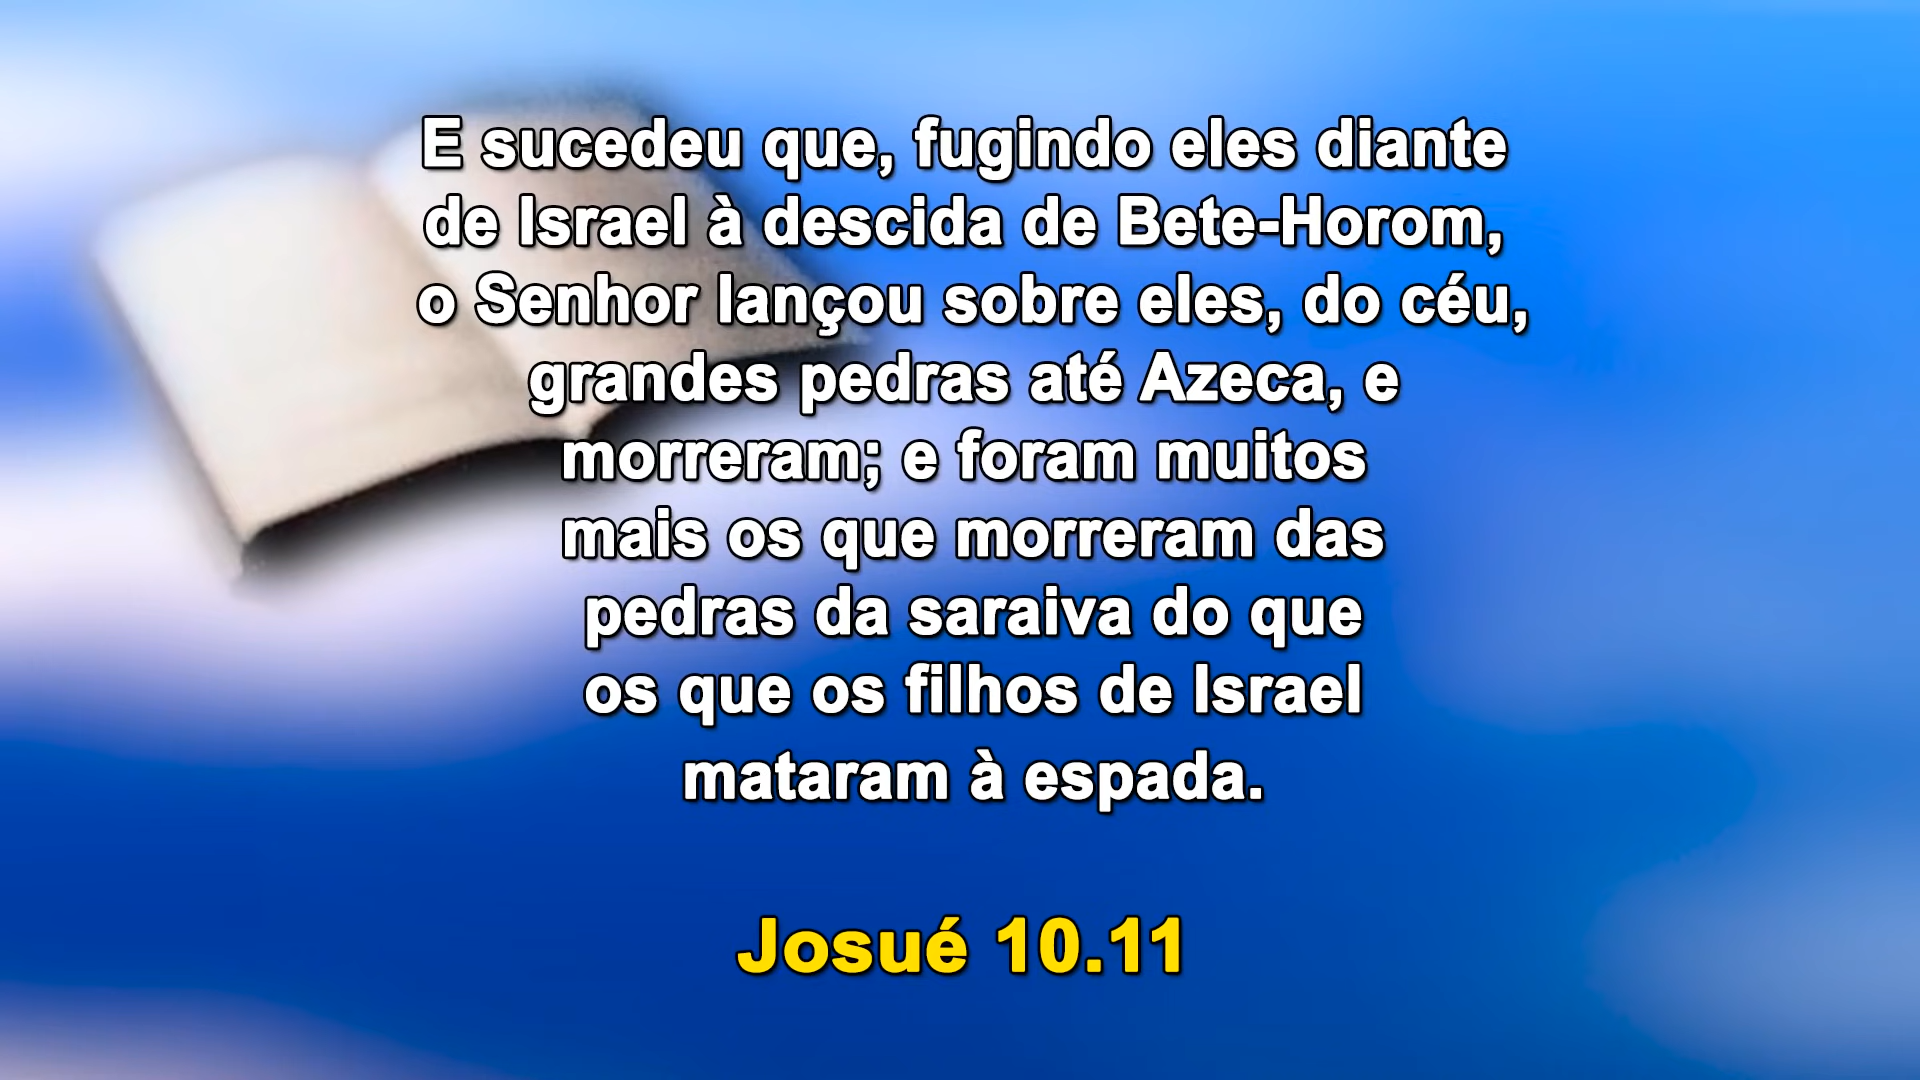 E sucedeu que, fugindo eles diante
de Israel à descida de Bete-Horom,
o Senhor lançou sobre eles, do céu,
grandes pedras até Azeca, e
morreram; e foram muitos
mais os que morreram das
pedras da saraiva do que
os que os filhos de Israel
mataram à espada.
Josué 10.11